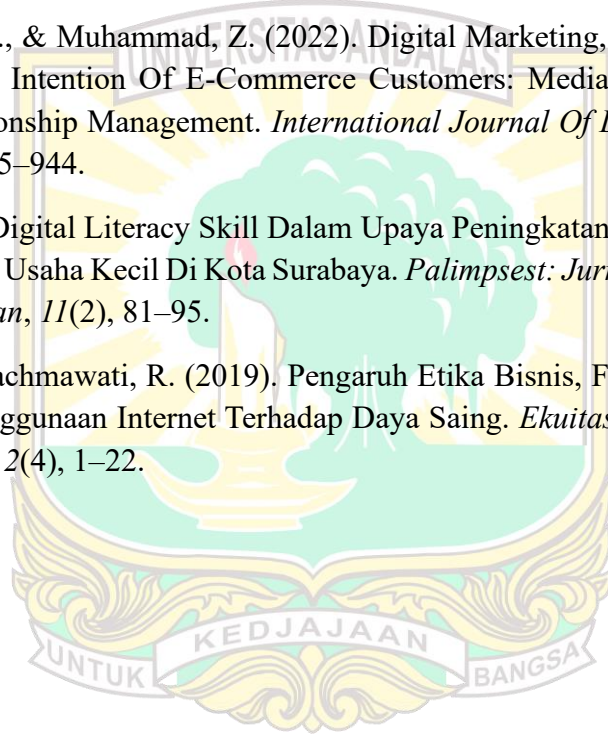 ., & Muhammad, Z. (2022). Digital Marketing,
Intention Of E-Commerce Customers: Media
onship Management. International Journal Of
5–944.
Digital Literacy Skill Dalam Upaya Peningkatan
Usaha Kecil Di Kota Surabaya. Palimpsest: Jur
an, 11(2), 81–95.
achmawati, R. (2019). Pengaruh Etika Bisnis, F
ggunaan Internet Terhadap Daya Saing. Ekuitas
2(4), 1–22.
UNIVERSITAS ANDALAS
UNTUK KEDJAJAAN BANGSA